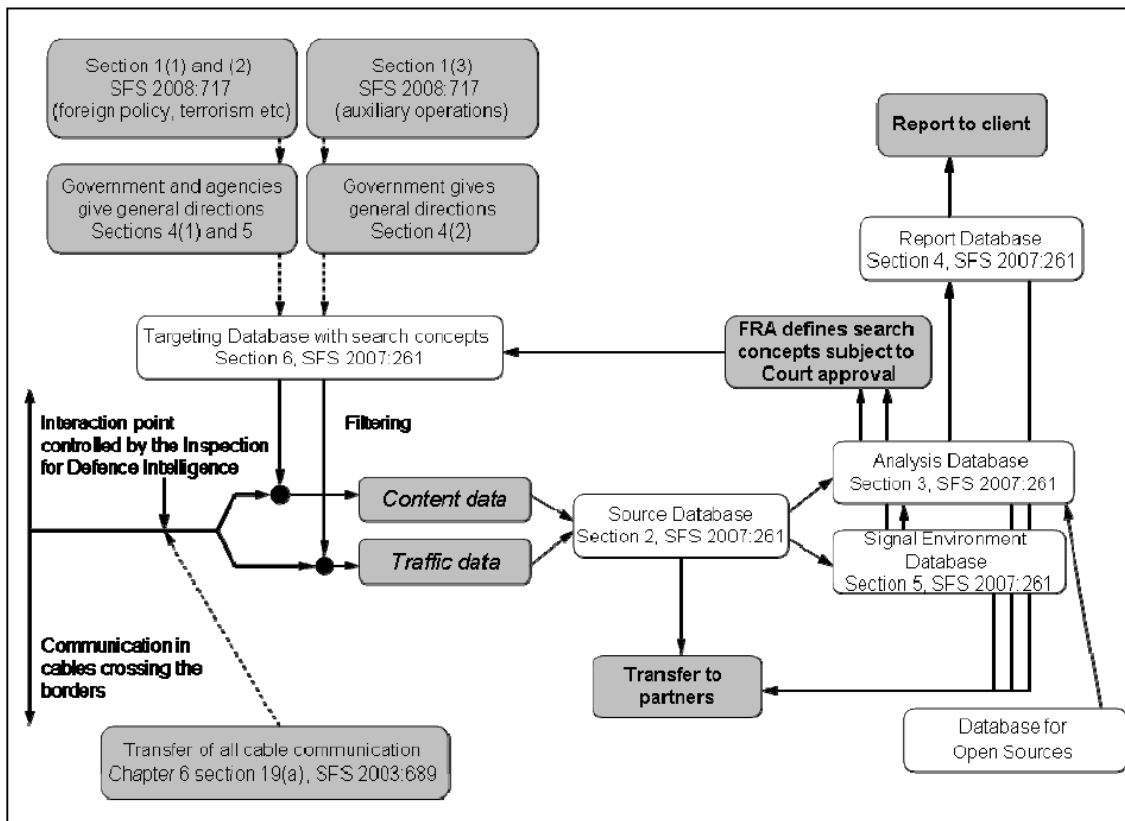 Section 1(1) and (2)
SFS 2008:717
(foreign policy, terrorism etc)
Section 1(3)
SFS 2008:717
(auxiliary operations)
Report to client
Government and agencies
give general directions
Sections 4(1) and 5
Government gives
general directions
Section 4(2)
Report Database
Section 4, SFS 2007:261
Targeting Database with search concepts
Section 6, SFS 2007:261
FRA defines search
concepts subject to
Court approval
Interaction point
controlled by the Inspection
for Defence Intelligence
Filtering
Content data
Traffic data
Source Database
Section 2, SFS 2007:261
Analysis Database
Section 3, SFS 2007:261
Signal Environment
Database
Section 5, SFS 2007:261
Communication in
cables crossing the
borders
Transfer to
partners
Transfer of all cable communication
Chapter 6 section 19(a), SFS 2003:689
Database for
Open Sources